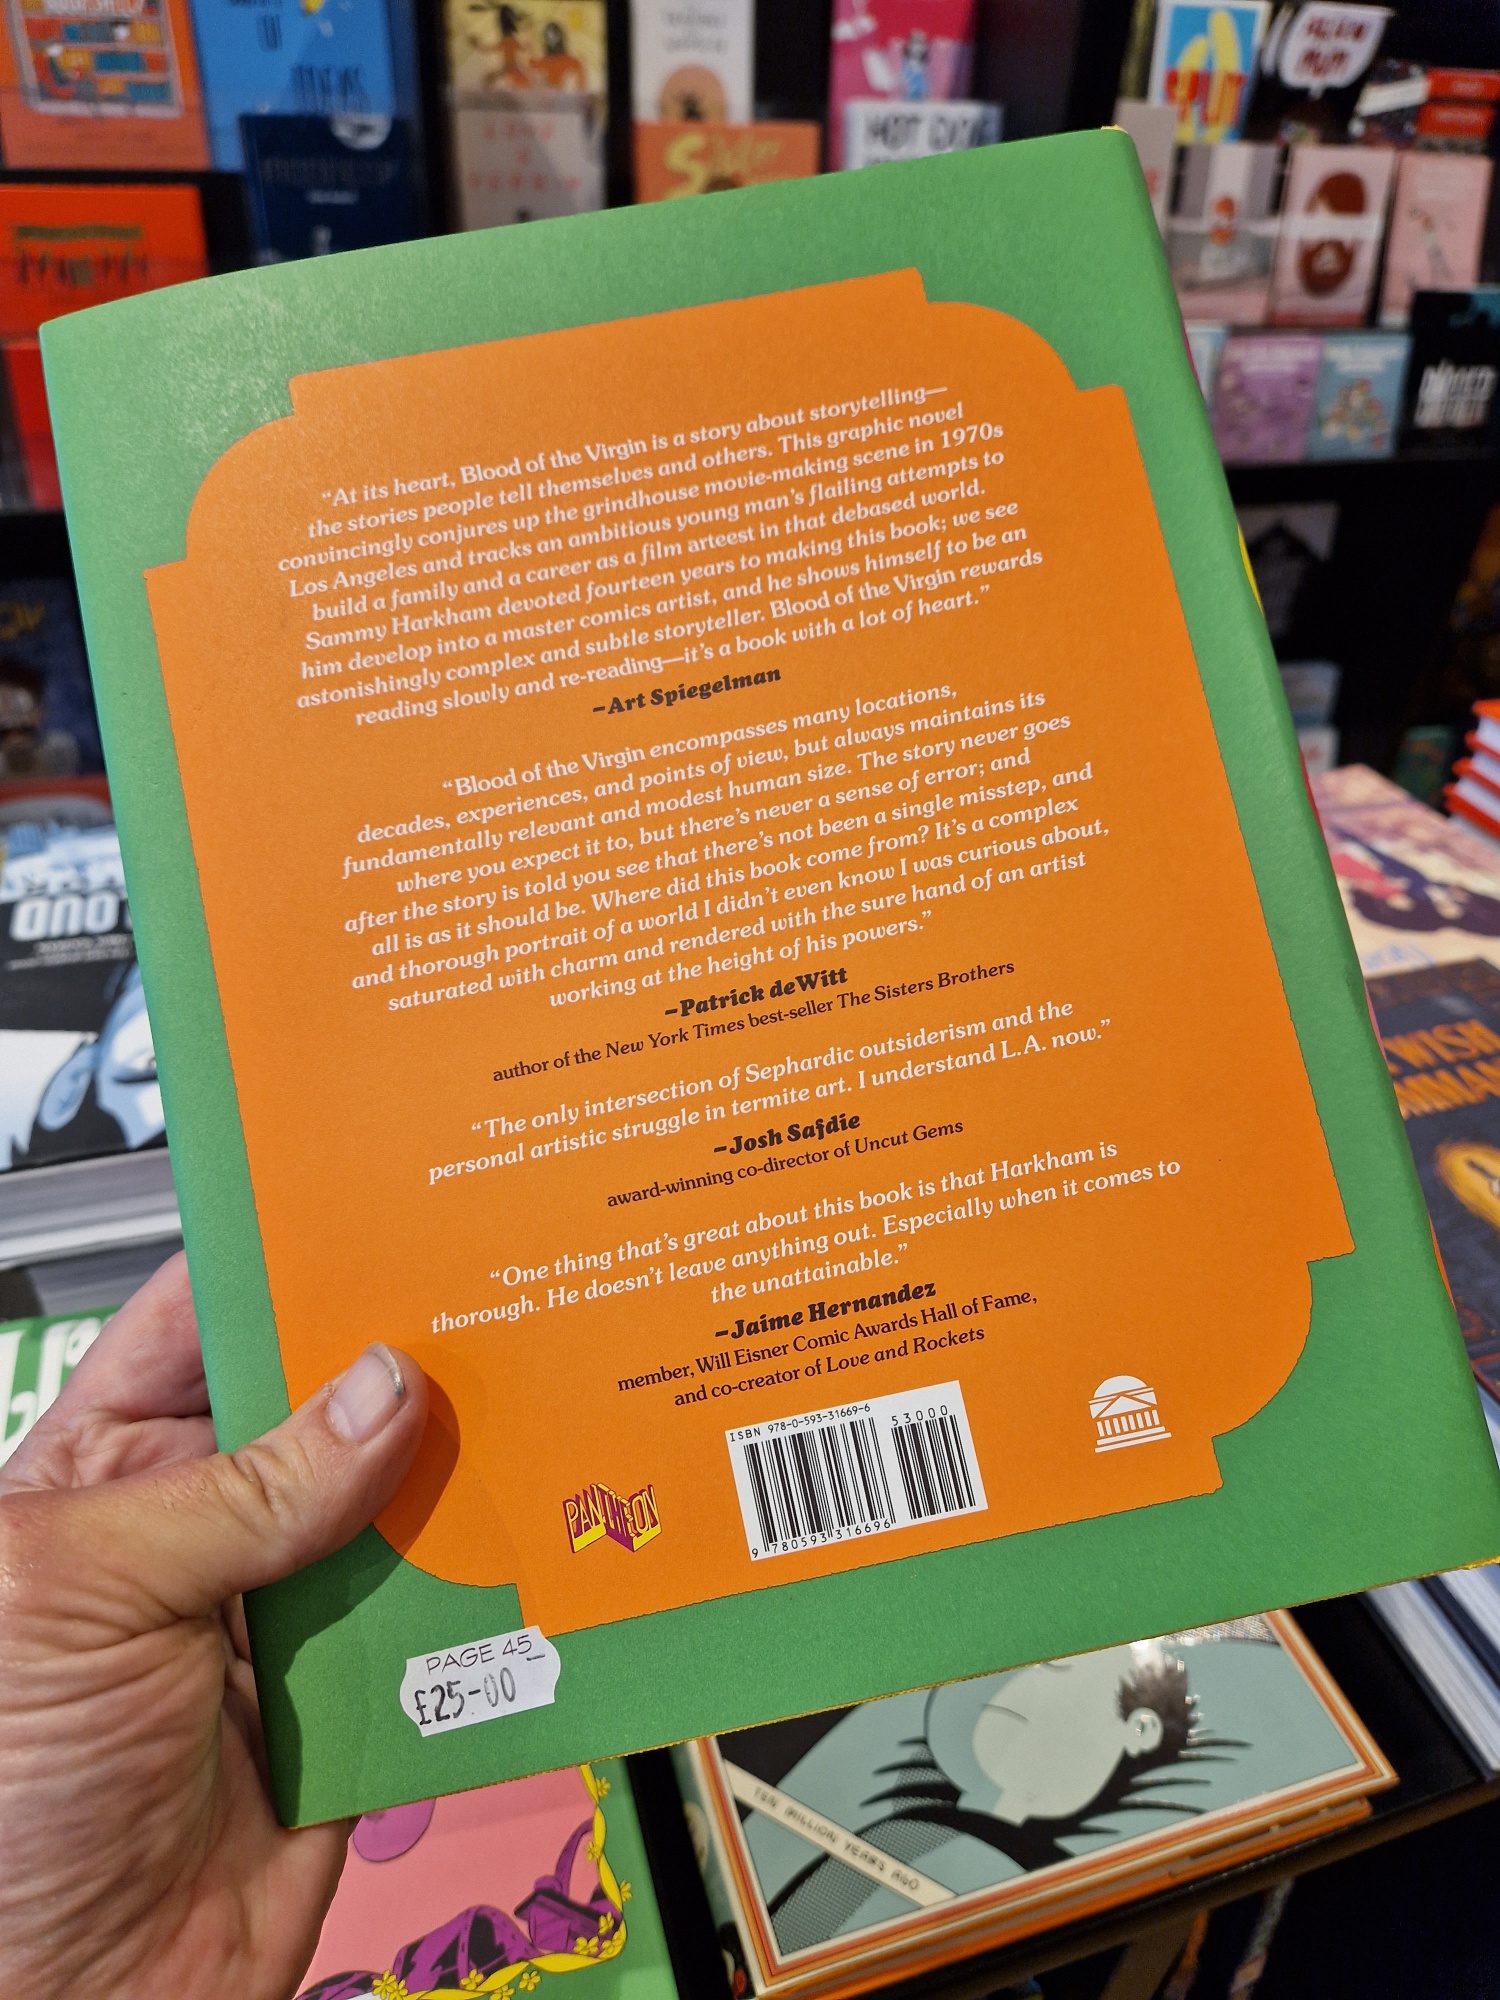 HOT DOG
"At its heart, Blood of the Virgin is a story about storytelling—
the stories people tell themselves and others. This graphic novel
convincingly conjures up the grindhouse movie-making scene in 1970s
Los Angeles and tracks an ambitious young man's flailing attempts to
build a family and a career as a film arteest in that debased world.
Sammy Harkham devoted fourteen years to making this book; we see
him develop into a master comics artist, and he shows himself to be an
astonishingly complex and subtle storyteller. Blood of the Virgin rewards
reading slowly and re-reading—it's a book with a lot of heart."
–Art Spiegelman
"Blood of the Virgin encompasses many locations,
decades, experiences, and points of view, but always maintains its
fundamentally relevant and modest human size. The story never goes
where you expect it to, but there's never a sense of error; and
after the story is told you see that there's not been a single misstep, and
all is as it should be. Where did this book come from? It's a complex
and thorough portrait of a world I didn't even know I was curious about,
saturated with charm and rendered with the sure hand of an artist
working at the height of his powers."
–Patrick deWitt
author of the New York Times best-seller The Sisters Brothers
"The only intersection of Sephardic outsiderism and the
personal artistic struggle in termite art. I understand L.A. now."
–Josh Safdie
award-winning co-director of Uncut Gems
"One thing that's great about this book is that Harkham is
thorough. He doesn't leave anything out. Especially when it comes to
the unattainable."
–Jaime Hernandez
member, Will Eisner Comic Awards Hall of Fame,
and co-creator of Love and Rockets
ISBN 978-0-593-31669-6
53000
9 780593 316696
PANTHEON
PAGE 45
£25-00
TEN MILLION YEARS AGO